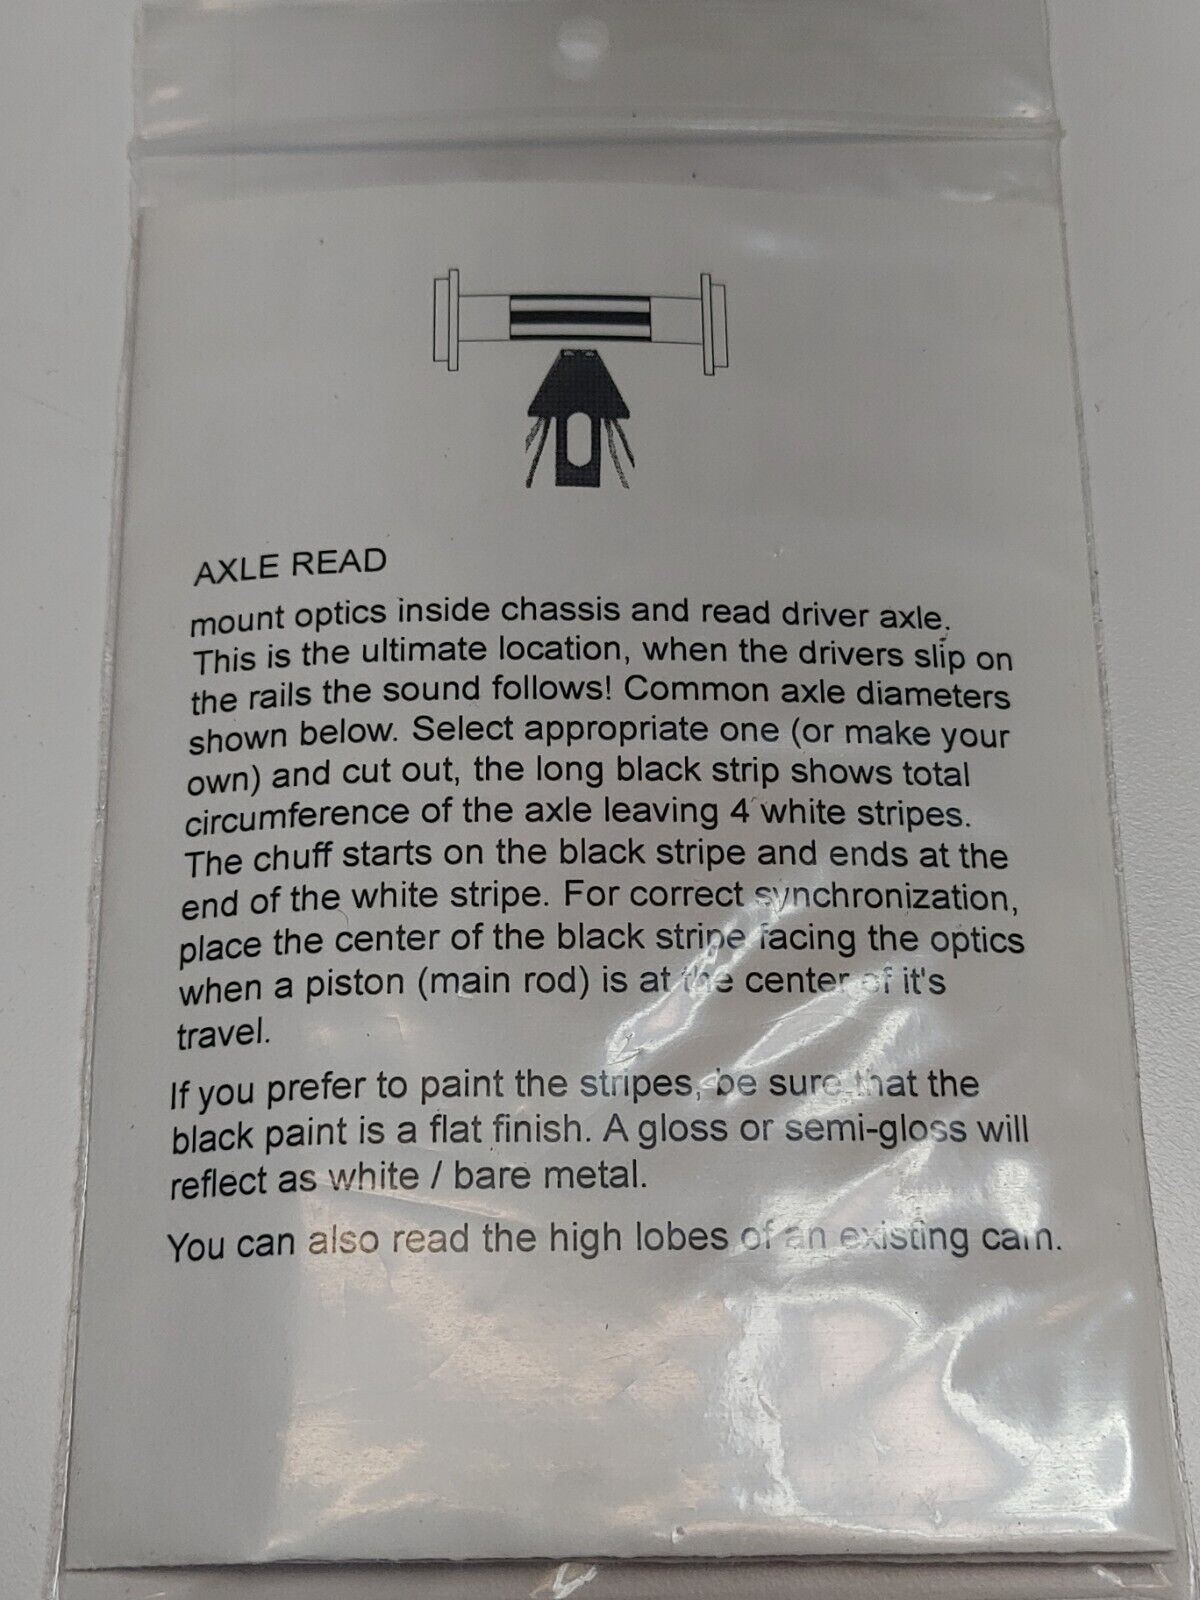 AXLE READ
mount optics inside chassis and read driver axle.
This is the ultimate location, when the drivers slip on
the rails the sound follows! Common axle diameters
shown below. Select appropriate one (or make your
own) and cut out, the long black strip shows total
circumference of the axle leaving 4 white stripes.
The chuff starts on the black stripe and ends at the
end of the white stripe. For correct synchronization,
place the center of the black stripe facing the optics
when a piston (main rod) is at the center of it's
travel.
If you prefer to paint the stripes, be sure that the
black paint is a flat finish. A gloss or semi-gloss will
reflect as white / bare metal.
You can also read the high lobes of an existing cam.